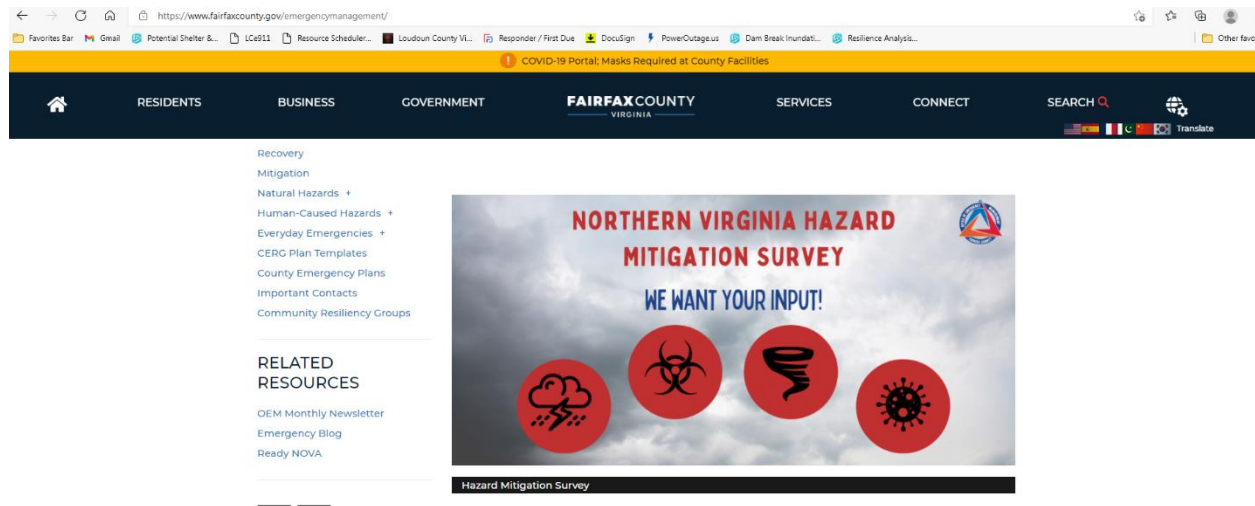 https://www.fairfaxcounty.gov/emergencymanagement/
Favorites Bar Gmail Potential Shelter &... LCe911 Resource Scheduler... Loudoun County Vi... Responder / First Due DocuSign PowerOutage.us Dam Break Inundati... Resilience Analysis... Other favo
COVID-19 Portal; Masks Required at County Facilities
RESIDENTS BUSINESS GOVERNMENT FAIRFAXCOUNTY SERVICES CONNECT SEARCH
VIRGINIA
Translate
Recovery
Mitigation
Natural Hazards +
Human-Caused Hazards +
Everyday Emergencies +
CERG Plan Templates
County Emergency Plans
Important Contacts
Community Resiliency Groups
RELATED
RESOURCES
OEM Monthly Newsletter
Emergency Blog
Ready NOVA
NORTHERN VIRGINIA HAZARD
MITIGATION SURVEY
WE WANT YOUR INPUT!
Hazard Mitigation Survey